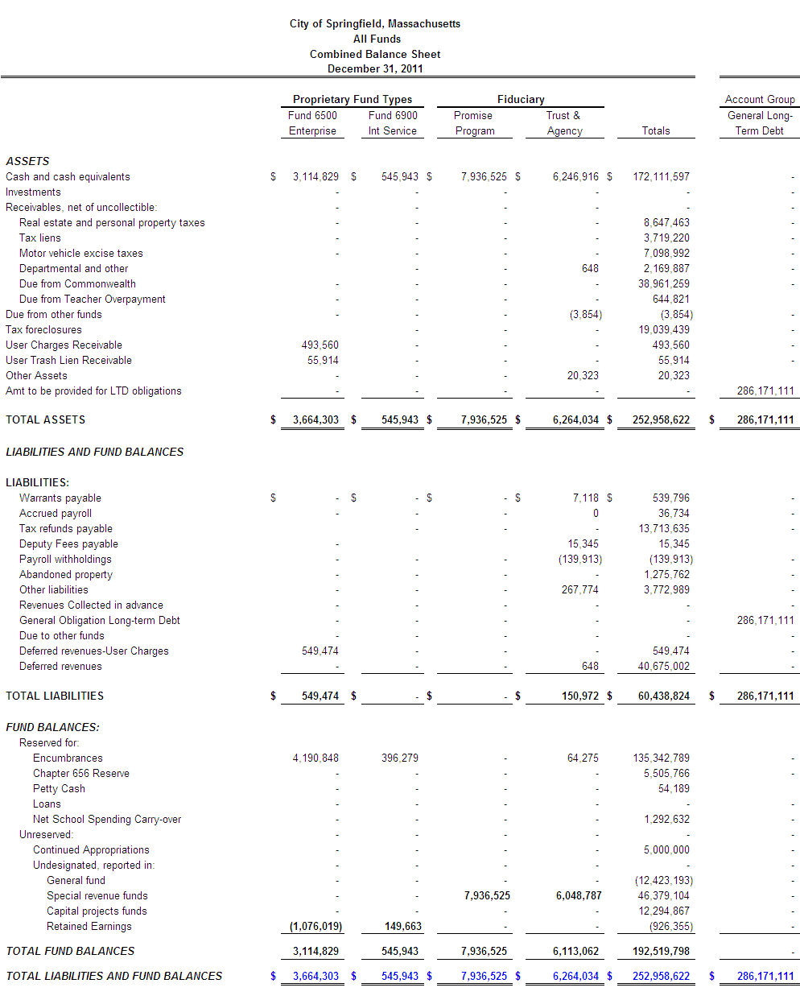 City of Springfield, Massachusetts
All Funds
Combined Balance Sheet
December 31, 2011
Proprietary Fund Types Fiduciary Account Group
Fund 6500 Fund 6900 Promise Trust & General Long-
Enterprise Int Service Program Agency Totals Term Debt
ASSETS
Cash and cash equivalents $ 3,114,829 $ 545,943 $ 7,936,525 $ 6,246,916 $ 172,111,597 -
Investments - - - - - -
Receivables, net of uncollectible: - - - - - -
Real estate and personal property taxes - - - - 8,647,463 -
Tax liens - - - - 3,719,220 -
Motor vehicle excise taxes - - - - 7,098,992 -
Departmental and other - - - 648 2,169,887 -
Due from Commonwealth - - - - 38,961,259 -
Due from Teacher Overpayment - - - - 644,821
Due from other funds - - - (3,854) (3,854) -
Tax foreclosures - - - 19,039,439 -
User Charges Receivable 493,560 - - - 493,560 -
User Trash Lien Receivable 55,914 - - - 55,914 -
Other Assets - - - 20,323 20,323
Amt to be provided for LTD obligations - - - - - 286,171,111
TOTAL ASSETS $ 3,664,303 $ 545,943 $ 7,936,525 $ 6,264,034 $ 252,958,622 $ 286,171,111
LIABILITIES AND FUND BALANCES
LIABILITIES:
Warrants payable $ - $ - $ - $ 7,118 $ 539,796 -
Accrued payroll - - - 0 36,734 -
Tax refunds payable - - - - 13,713,635 -
Deputy Fees payable - - 15,345 15,345
Payroll withholdings - - - (139,913) (139,913) -
Abandoned property - - - - 1,275,762 -
Other liabilities - - - 267,774 3,772,989 -
Revenues Collected in advance - - - - - -
General Obligation Long-term Debt - - - - - 286,171,111
Due to other funds - - - - - -
Deferred revenues-User Charges 549,474 - - - 549,474 -
Deferred revenues - - - 648 40,675,002 -
TOTAL LIABILITIES $ 549,474 $ - $ - $ 150,972 $ 60,438,824 $ 286,171,111
FUND BALANCES:
Reserved for:
Encumbrances 4,190,848 396,279 - 64,275 135,342,789 -
Chapter 656 Reserve - - - - 5,505,766 -
Petty Cash - - - - 54,189 -
Loans - - - - - -
Net School Spending Carry-over - - - - 1,292,632 -
Unreserved: - - - - - -
Continued Appropriations - - - - 5,000,000 -
Undesignated, reported in: - - - - - -
General fund - - - - (12,423,193) -
Special revenue funds - - 7,936,525 6,048,787 46,379,104 -
Capital projects funds - - - - 12,294,867 -
Retained Earnings (1,076,019) 149,663 - - (926,355) -
TOTAL FUND BALANCES 3,114,829 545,943 7,936,525 6,113,062 192,519,798 -
TOTAL LIABILITIES AND FUND BALANCES $ 3,664,303 $ 545,943 $ 7,936,525 $ 6,264,034 $ 252,958,622 $ 286,171,111